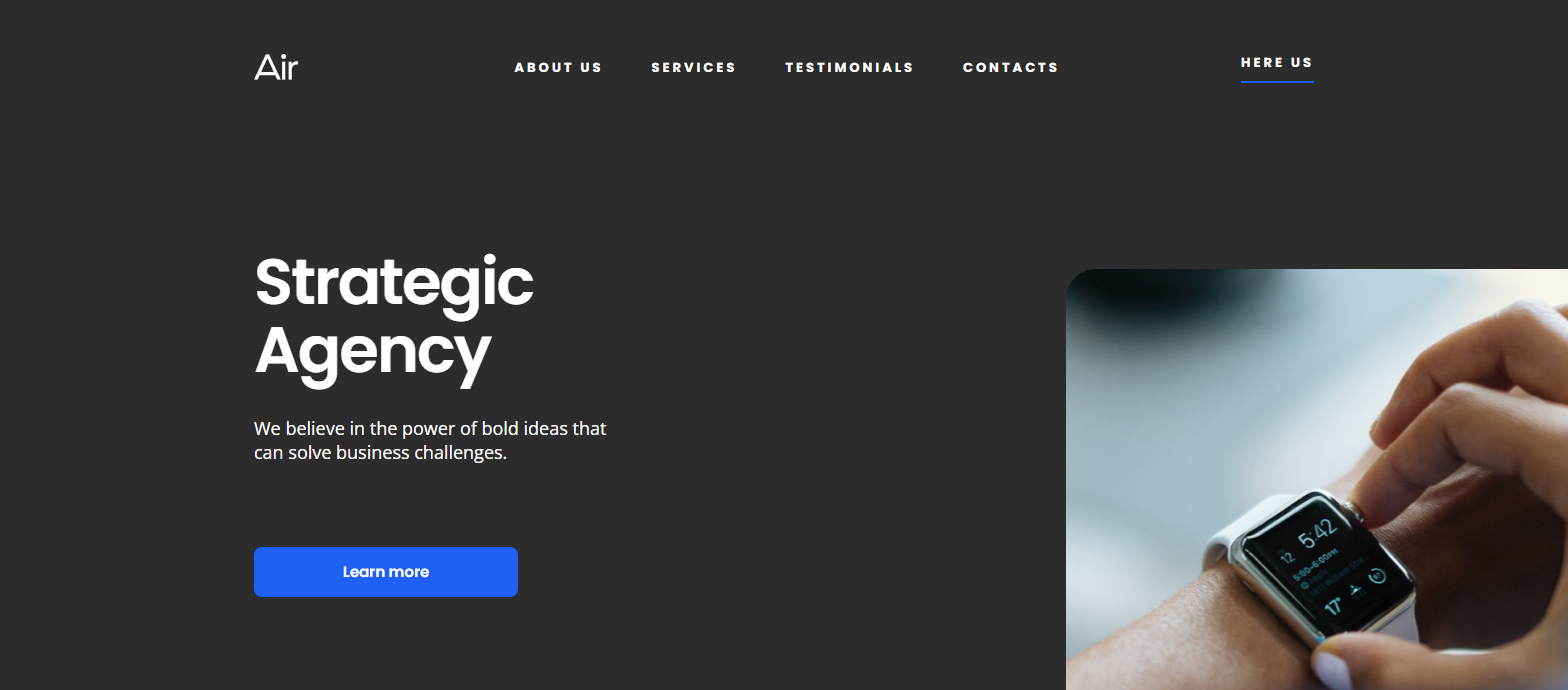 Air
ABOUT US
SERVICES
TESTIMONIALS
CONTACTS
HERE US
Strategic
Agency
We believe in the power of bold ideas that
can solve business challenges.
Learn more
5:42
12
5:00–6:00PM
17°